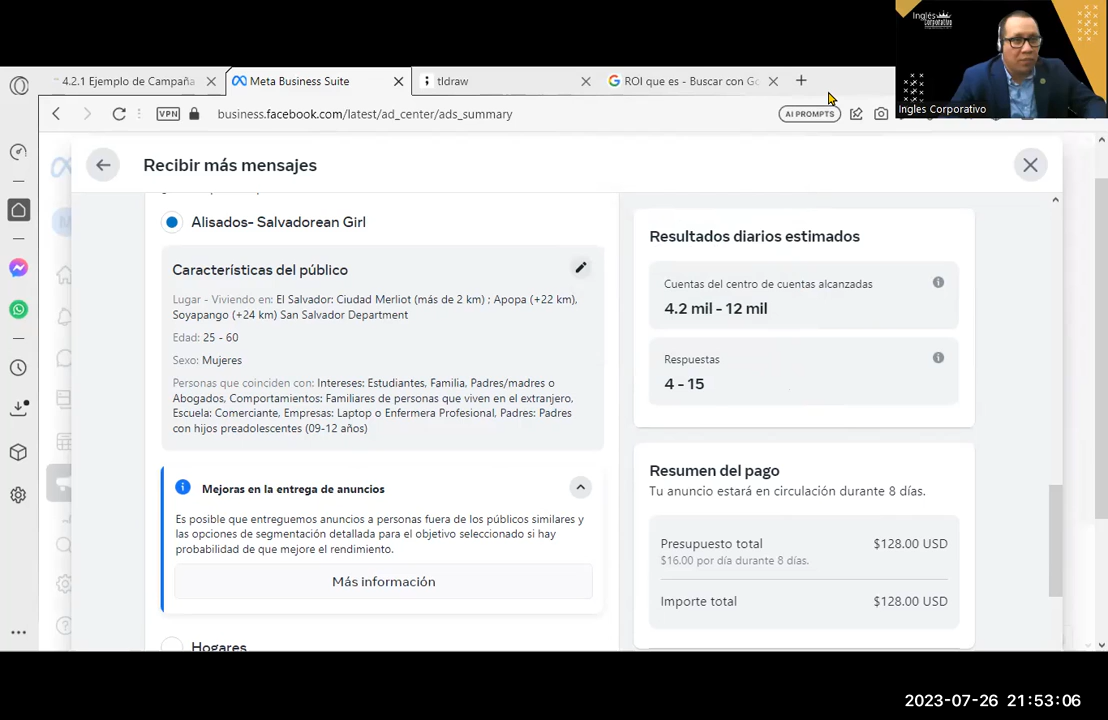 Inglés
Corporativo
Ingles Corporativo
4.2.1 Ejemplo de Campaña
Meta Business Suite
tldraw
ROI que es - Buscar con Go
VPN
business.facebook.com/latest/ad_center/ads_summary
AI PROMPTS
Recibir más mensajes
Alisados- Salvadorean Girl
Características del público
Lugar - Viviendo en: El Salvador: Ciudad Merliot (más de 2 km) ; Apopa (+22 km),
Soyapango (+24 km) San Salvador Department
Edad: 25 - 60
Sexo: Mujeres
Personas que coinciden con: Intereses: Estudiantes, Familia, Padres/madres o
Abogados, Comportamientos: Familiares de personas que viven en el extranjero,
Escuela: Comerciante, Empresas: Laptop o Enfermera Profesional, Padres: Padres
con hijos preadolescentes (09-12 años)
Mejoras en la entrega de anuncios
Es posible que entreguemos anuncios a personas fuera de los públicos similares y
las opciones de segmentación detallada para el objetivo seleccionado si hay
probabilidad de que mejore el rendimiento.
Más información
Hogares
Resultados diarios estimados
Cuentas del centro de cuentas alcanzadas
4.2 mil - 12 mil
Respuestas
4 - 15
Resumen del pago
Tu anuncio estará en circulación durante 8 días.
Presupuesto total $128.00 USD
$16.00 por día durante 8 días.
Importe total $128.00 USD
2023-07-26 21:53:06